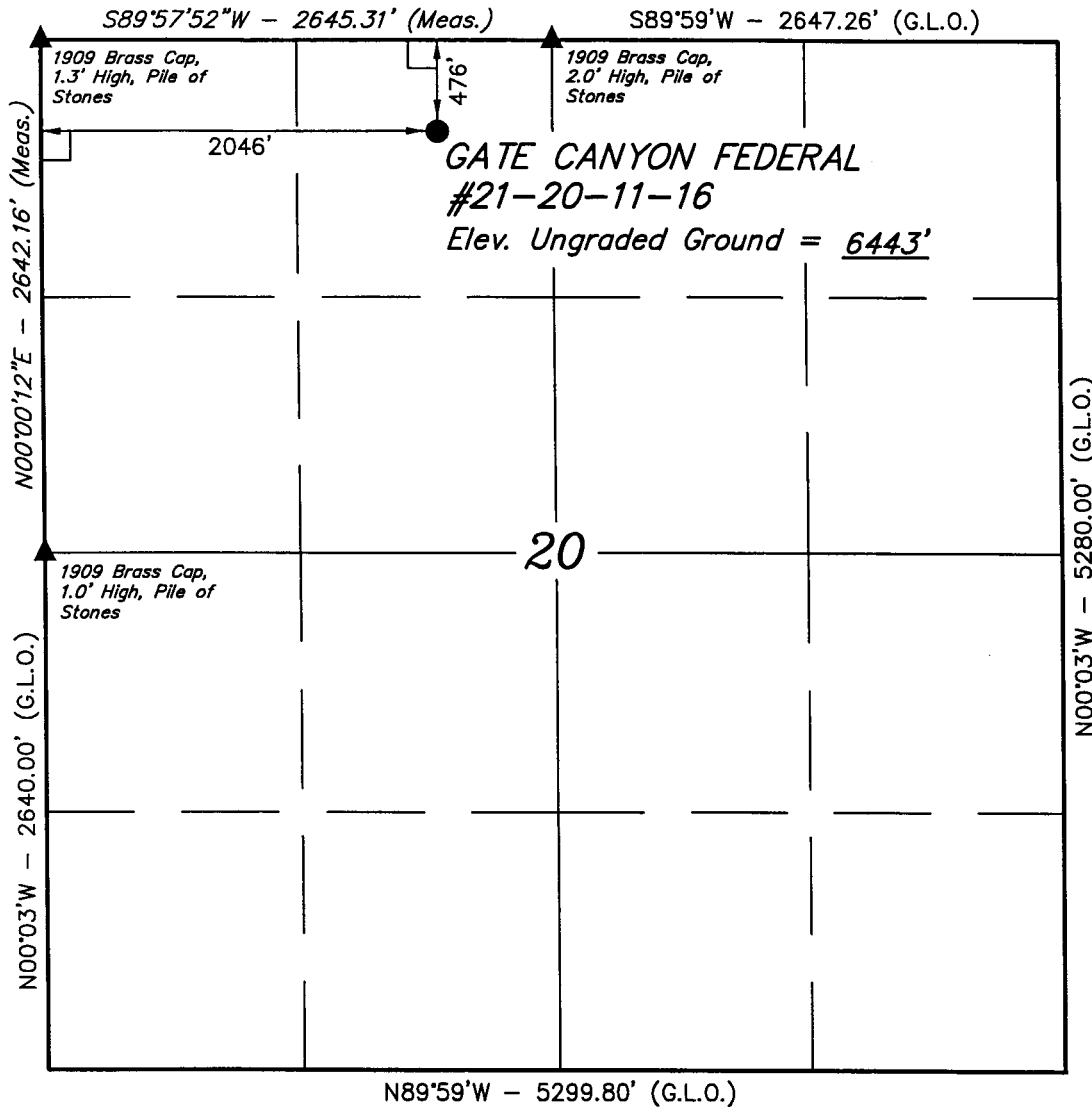 S89°57'52"W - 2645.31' (Meas.)
S89°59'W - 2647.26' (G.L.O.)
1909 Brass Cap,
1.3' High, Pile of
Stones
1909 Brass Cap,
2.0' High, Pile of
Stones
476'
2046'
GATE CANYON FEDERAL
#21-20-11-16
Elev. Ungraded Ground = 6443'
N00°00'12"E - 2642.16' (Meas.)
20
1909 Brass Cap,
1.0' High, Pile of
Stones
N00°03'W - 5280.00' (G.L.O.)
N00°03'W - 2640.00' (G.L.O.)
N89°59'W - 5299.80' (G.L.O.)